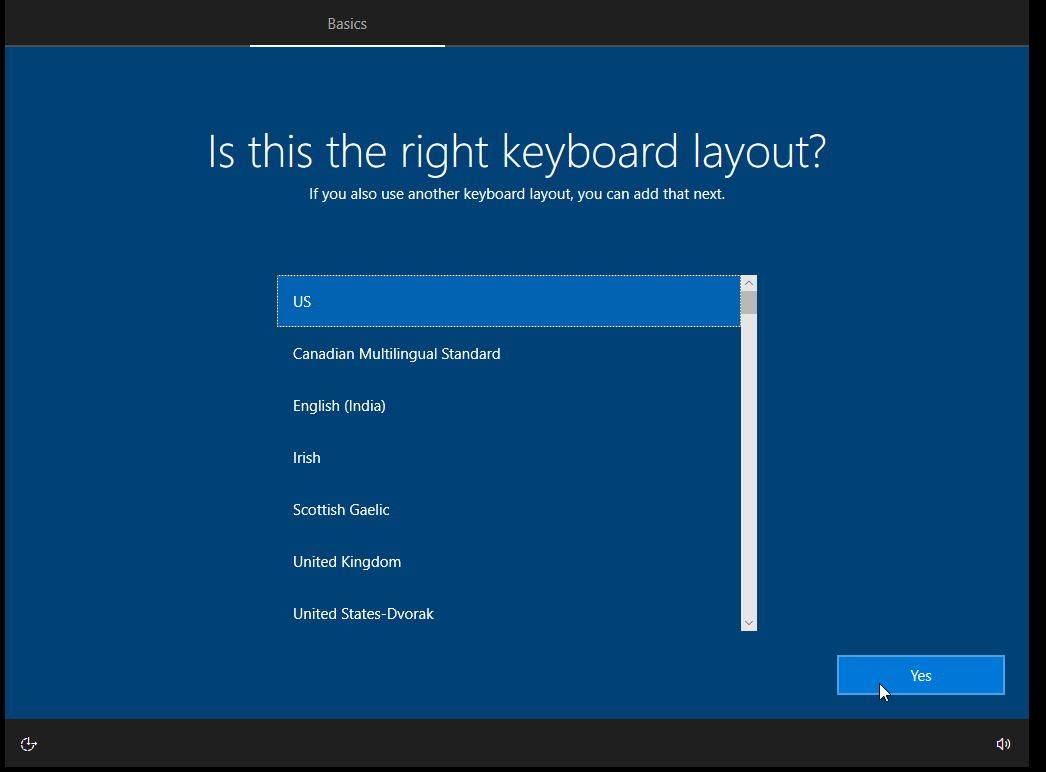 Basics
Is this the right keyboard layout?
If you also use another keyboard layout, you can add that next.
US
Canadian Multilingual Standard
English (India)
Irish
Scottish Gaelic
United Kingdom
United States-Dvorak
Yes